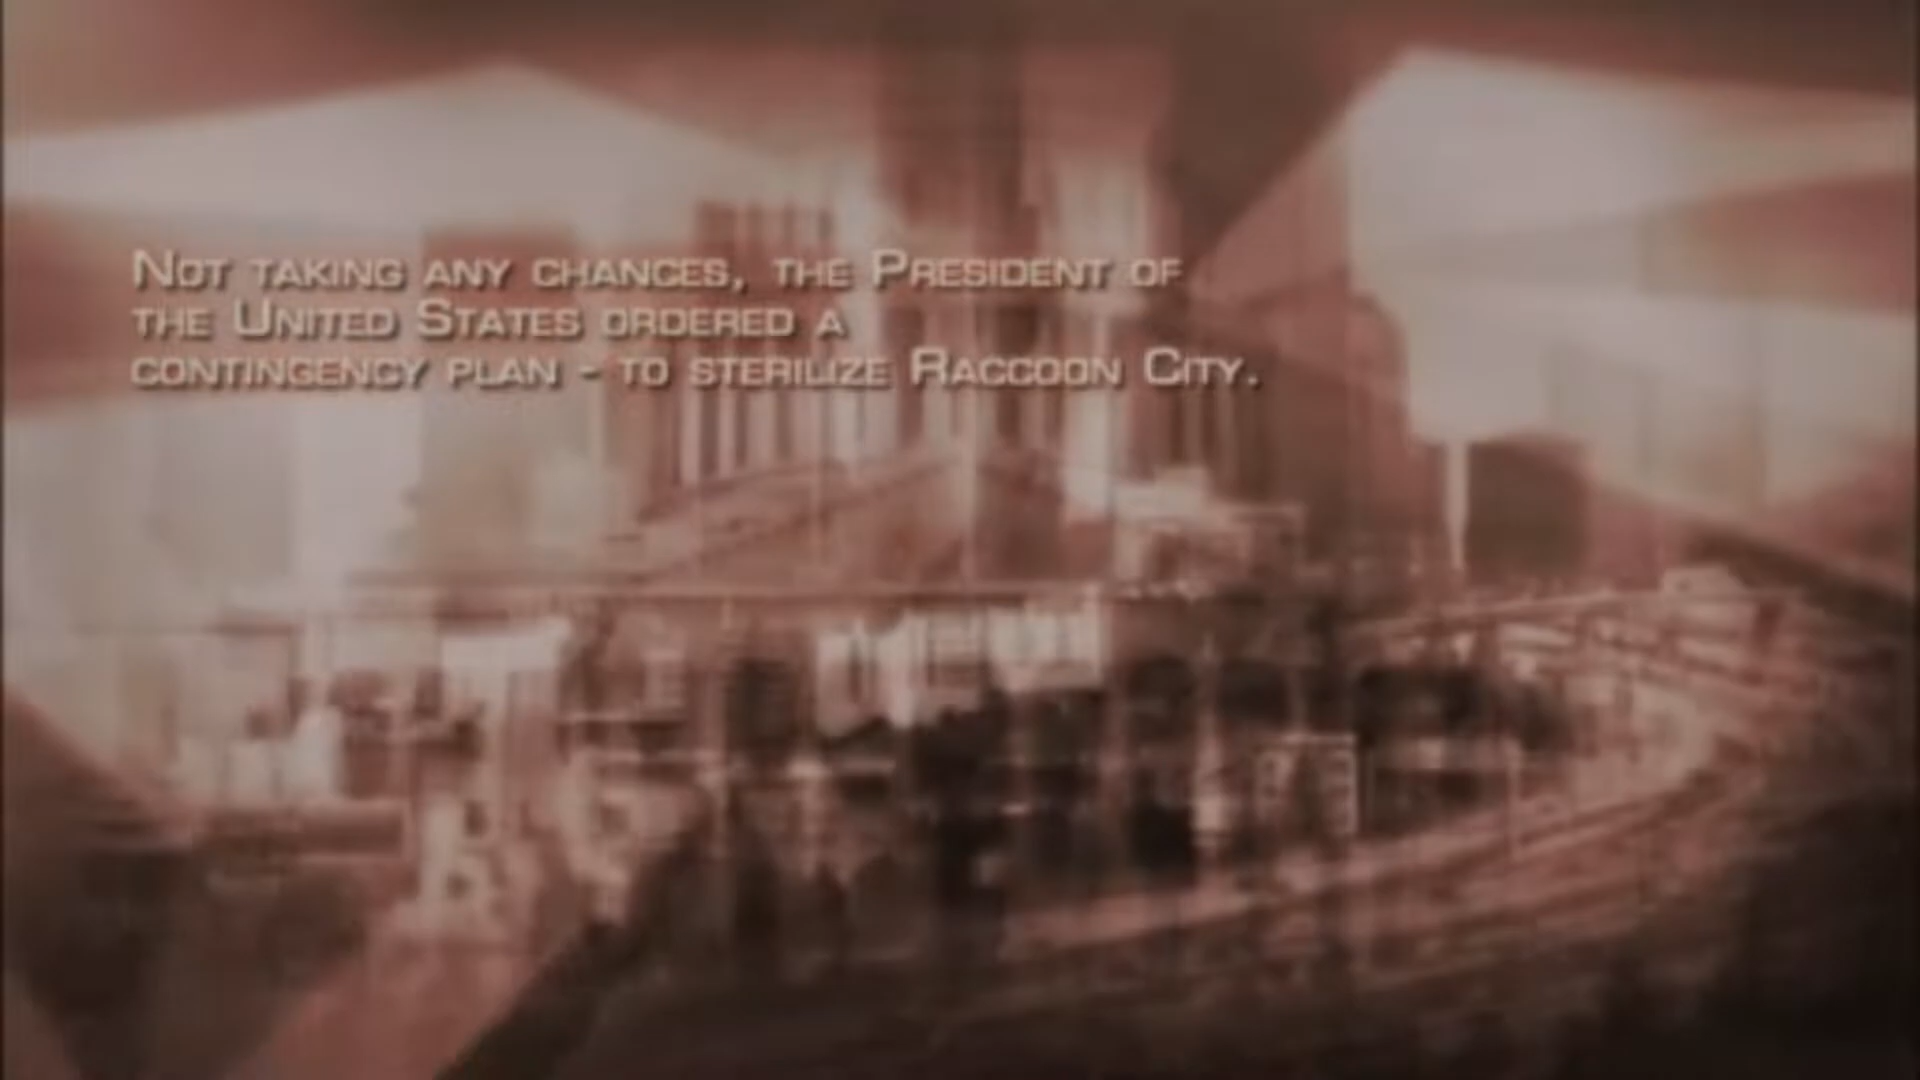 Not taking any chances, the President of
the United States ordered a
contingency plan - to sterilize Raccoon City.